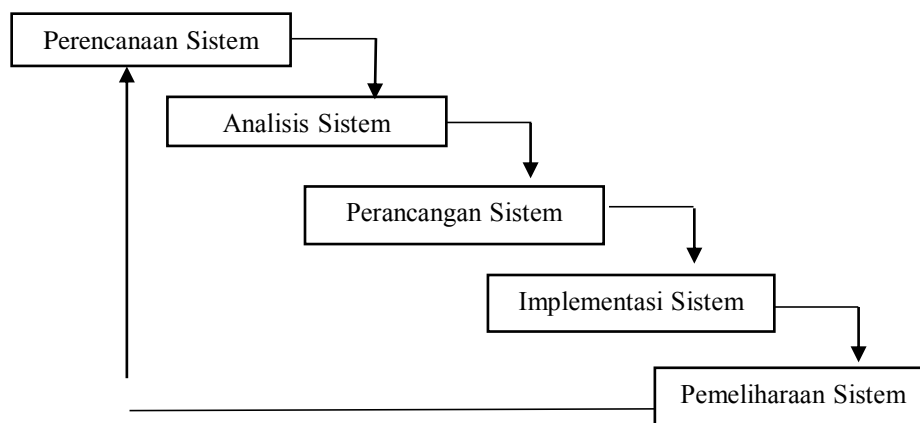 Perencanaan Sistem
Analisis Sistem
Perancangan Sistem
Implementasi Sistem
Pemeliharaan Sistem